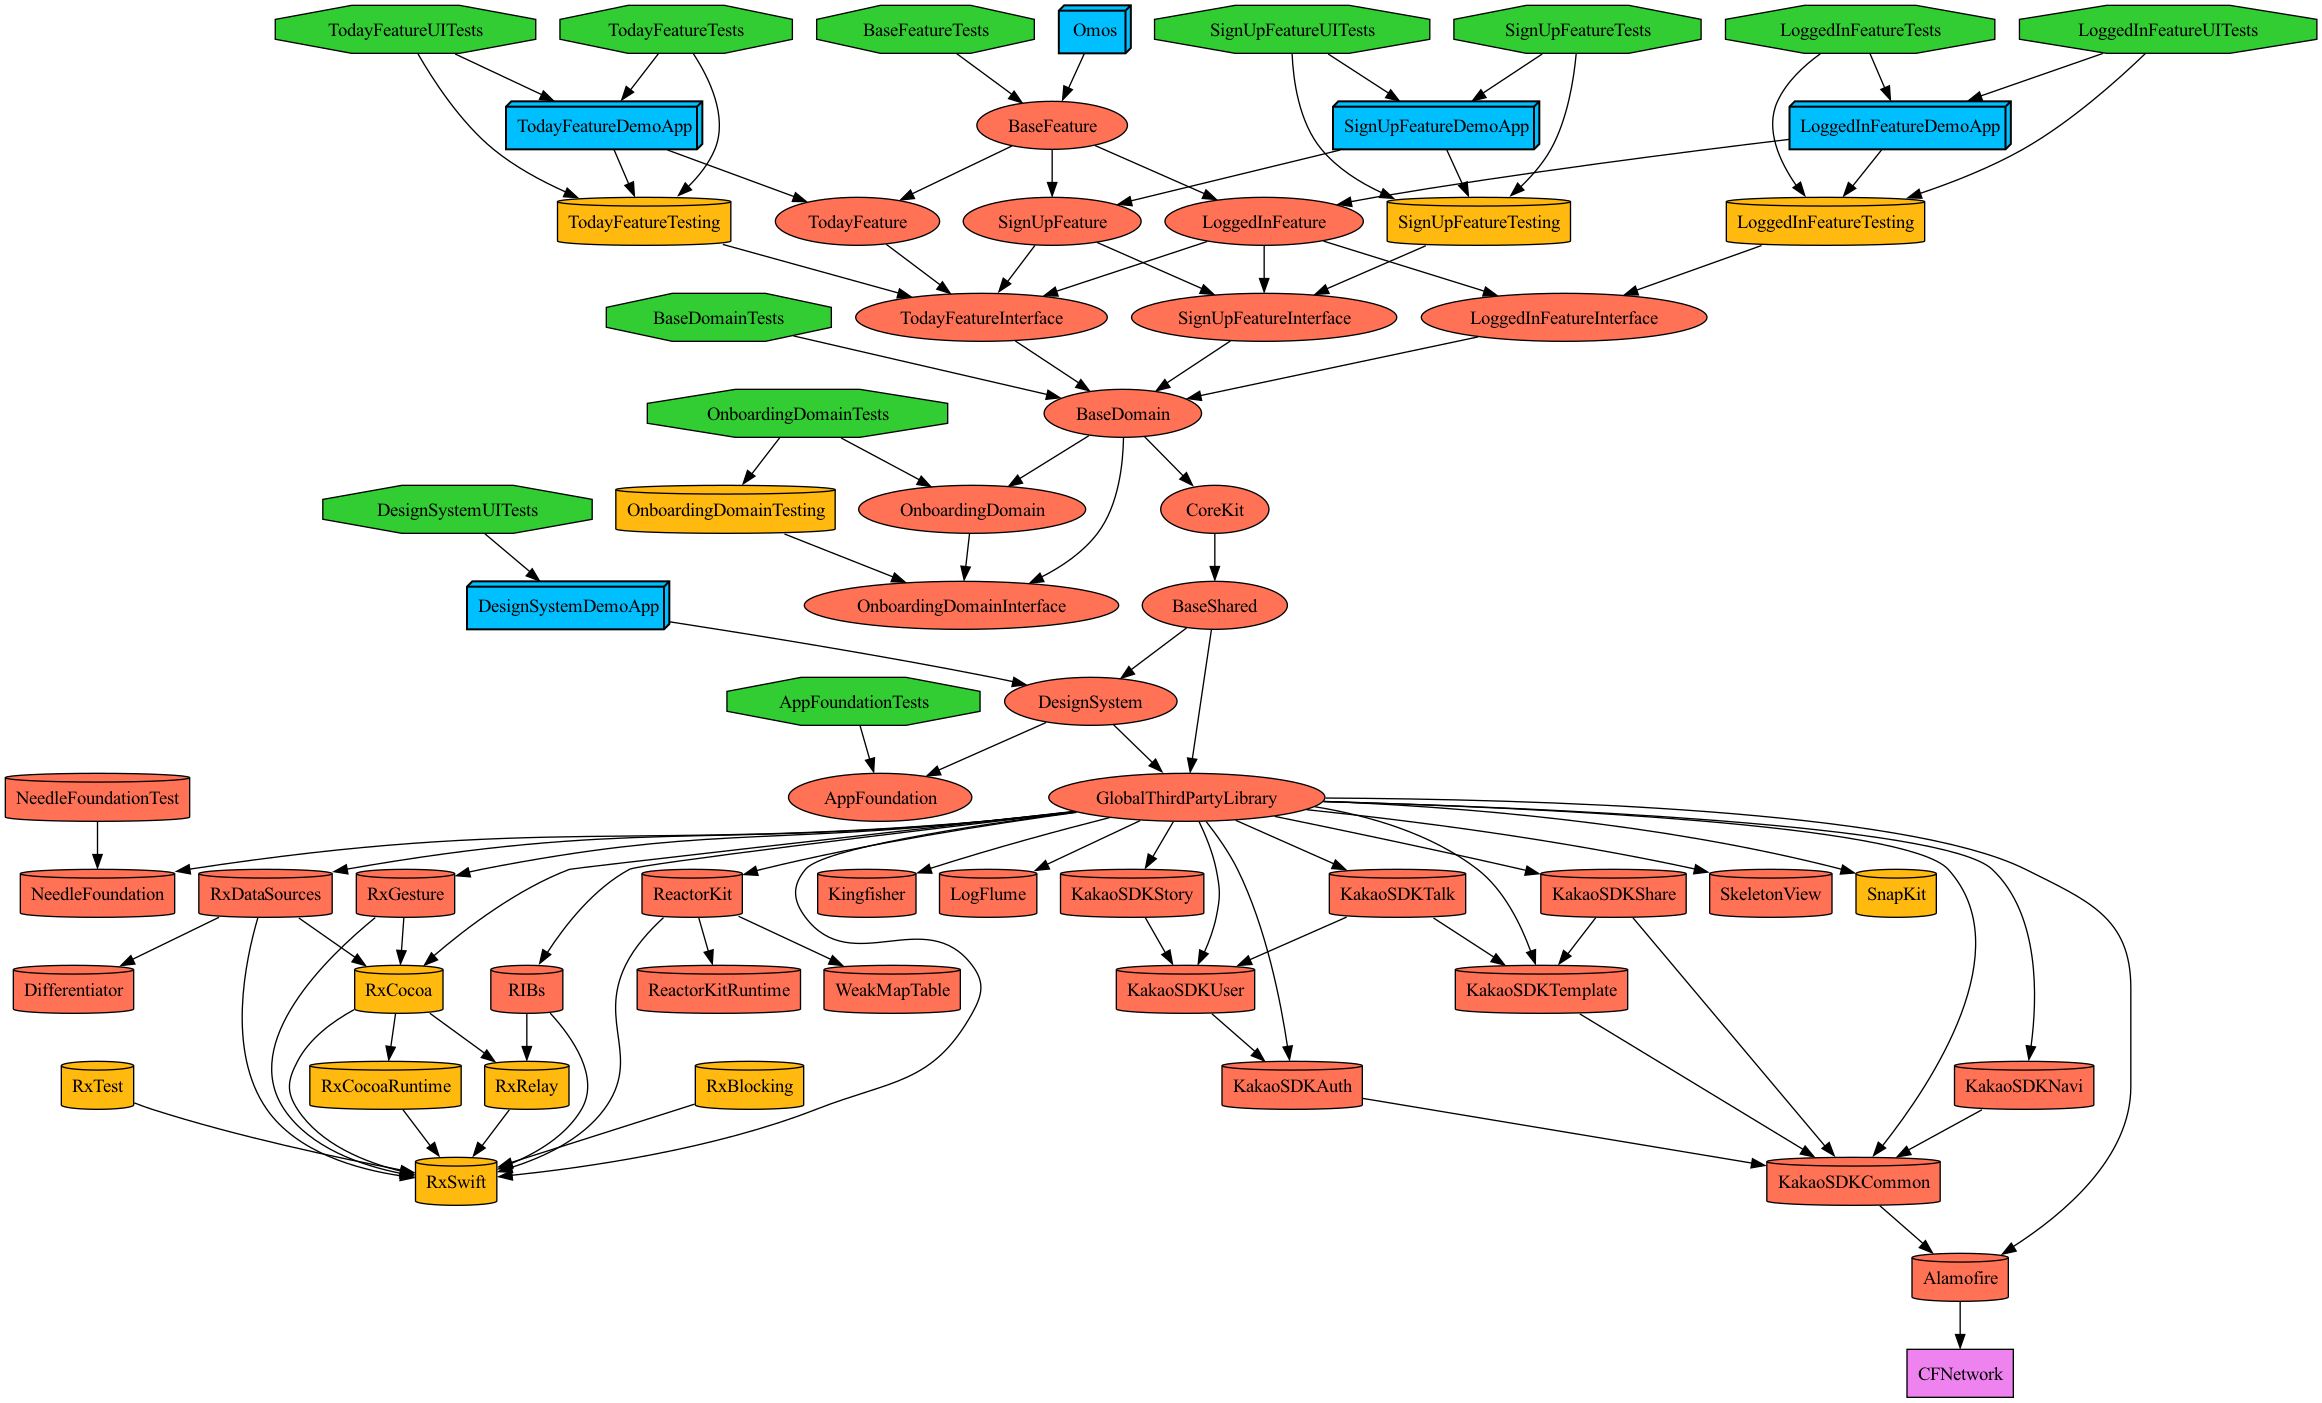 TodayFeatureUITests
TodayFeatureTests
BaseFeatureTests
Omos
SignUpFeatureUITests
SignUpFeatureTests
LoggedInFeatureTests
LoggedInFeatureUITests
TodayFeatureDemoApp
BaseFeature
SignUpFeatureDemoApp
LoggedInFeatureDemoApp
TodayFeatureTesting
TodayFeature
SignUpFeature
LoggedInFeature
SignUpFeatureTesting
LoggedInFeatureTesting
BaseDomainTests
TodayFeatureInterface
SignUpFeatureInterface
LoggedInFeatureInterface
OnboardingDomainTests
BaseDomain
DesignSystemUITests
OnboardingDomainTesting
OnboardingDomain
CoreKit
DesignSystemDemoApp
OnboardingDomainInterface
BaseShared
AppFoundationTests
DesignSystem
NeedleFoundationTest
AppFoundation
GlobalThirdPartyLibrary
NeedleFoundation
RxDataSources
RxGesture
ReactorKit
Kingfisher
LogFlume
KakaoSDKStory
KakaoSDKTalk
KakaoSDKShare
SkeletonView
SnapKit
Differentiator
RxCocoa
RIBs
ReactorKitRuntime
WeakMapTable
KakaoSDKUser
KakaoSDKTemplate
RxTest
RxCocoaRuntime
RxRelay
RxBlocking
KakaoSDKAuth
KakaoSDKNavi
RxSwift
KakaoSDKCommon
Alamofire
CFNetwork